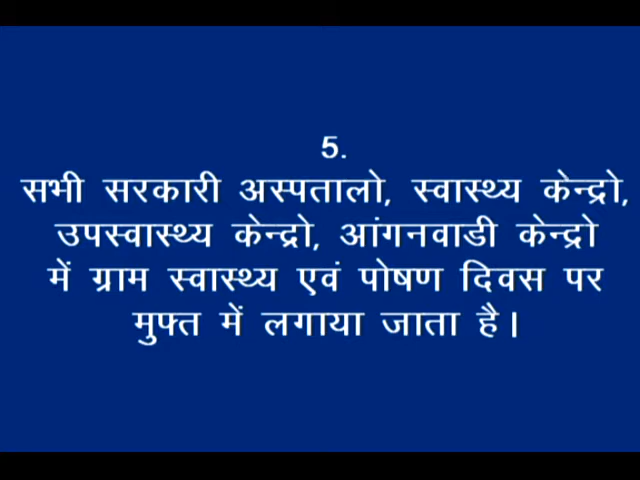 5.
सभी सरकारी अस्पतालो, स्वास्थ्य केन्द्रो,
उपस्वास्थ्य केन्द्रो, आंगनवाडी केन्द्रो
में ग्राम स्वास्थ्य एवं पोषण दिवस पर
मुफ्त में लगाया जाता है।